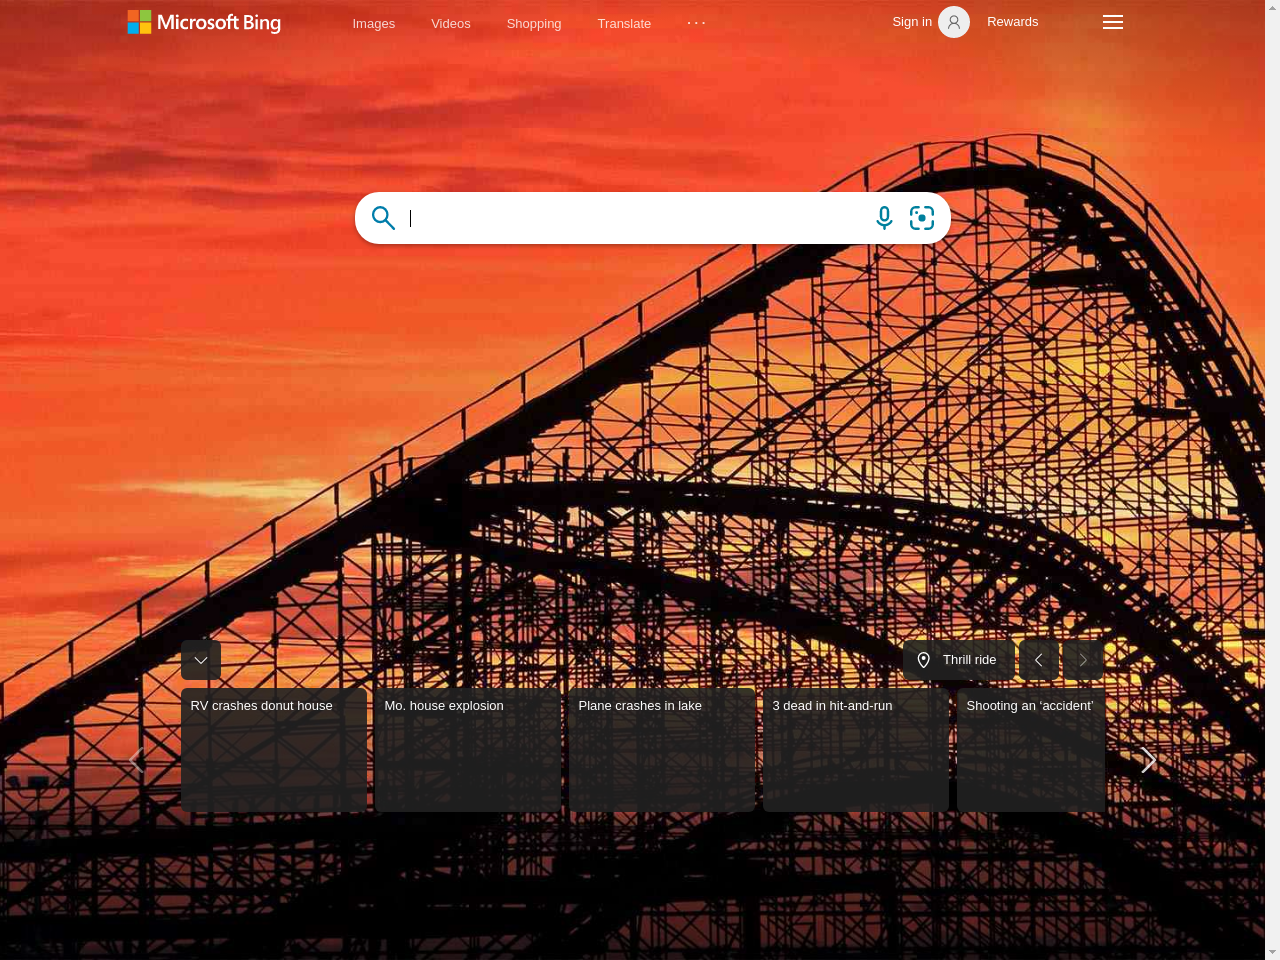 Microsoft Bing
Images
Videos
Shopping
Translate
Sign in
Rewards
Thrill ride
RV crashes donut house
Mo. house explosion
Plane crashes in lake
3 dead in hit-and-run
Shooting an ‘accident’